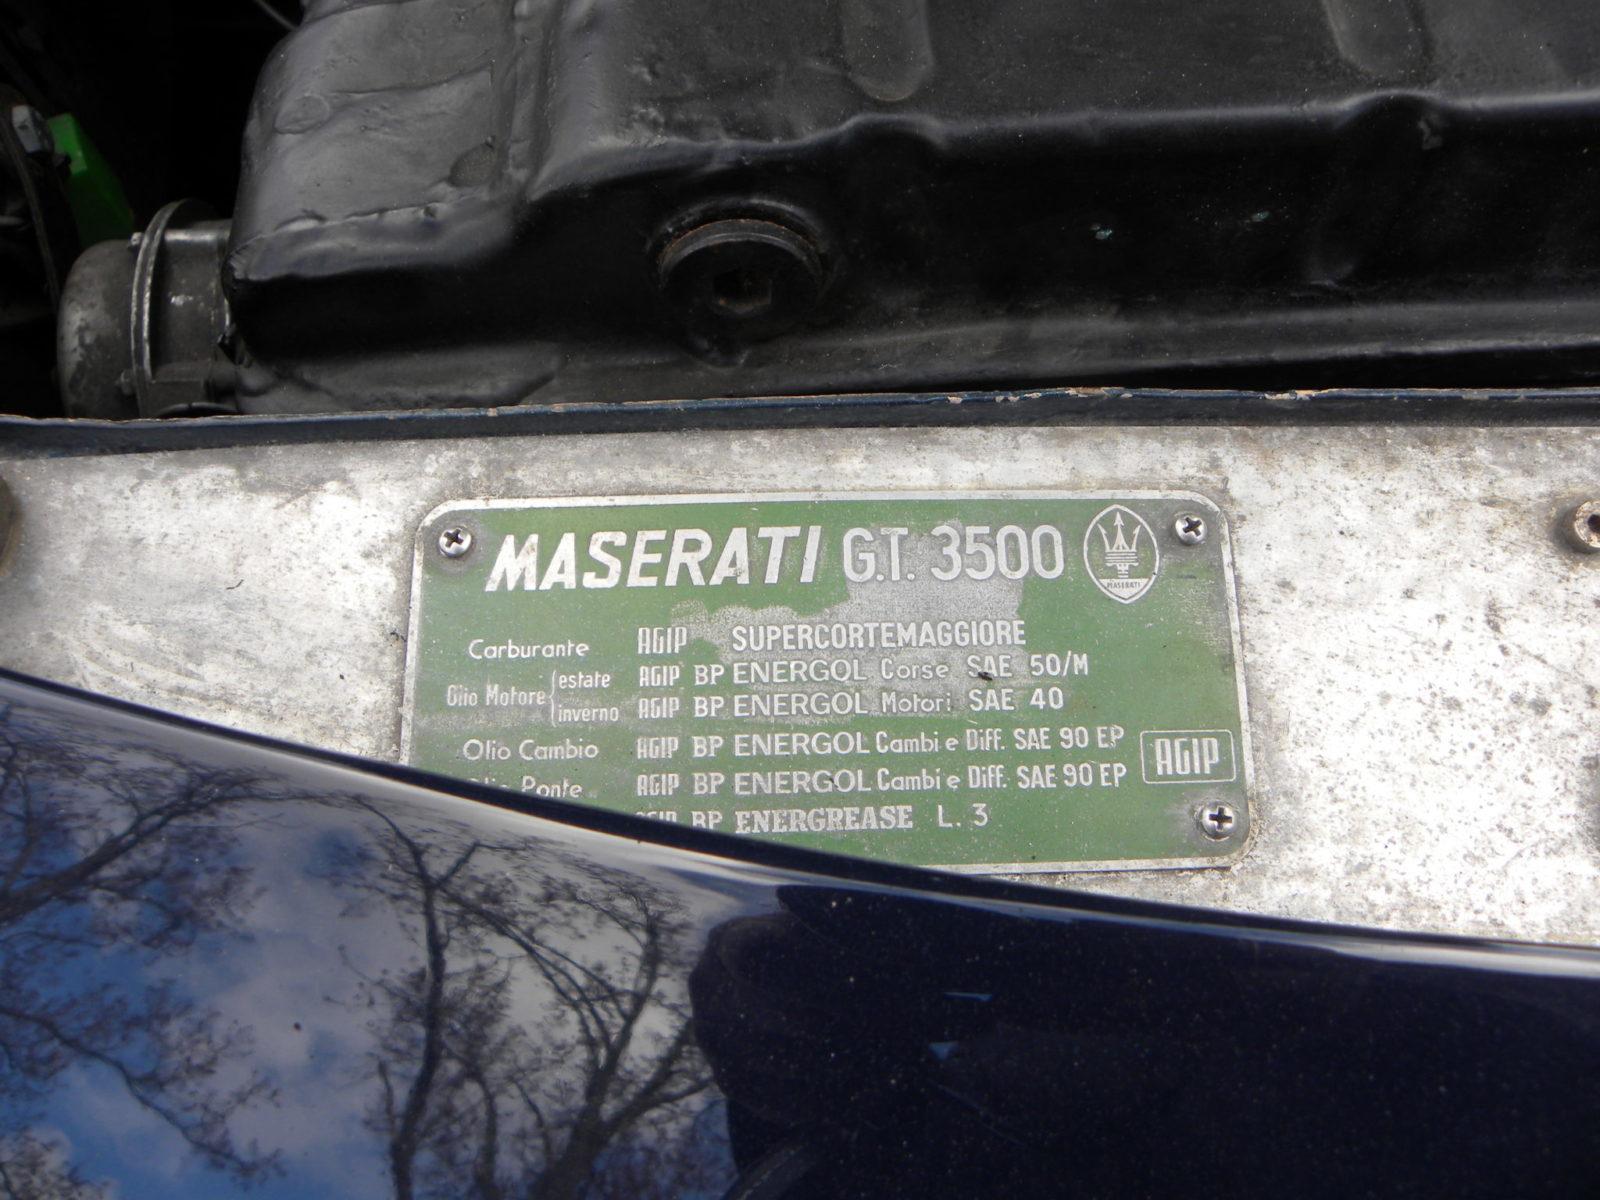 MASERATI G.T. 3500
MASERATI
Carburante AGIP SUPERCORTEMAGGIORE
Olio Motore estate AGIP BP ENERGOL Corse SAE 50/M
inverno AGIP BP ENERGOL Motori SAE 40
Olio Cambio AGIP BP ENERGOL Cambi e Diff. SAE 90 EP
Ponte AGIP BP ENERGOL Cambi e Diff. SAE 90 EP
AGIP
AGIP BP ENERGREASE L. 3